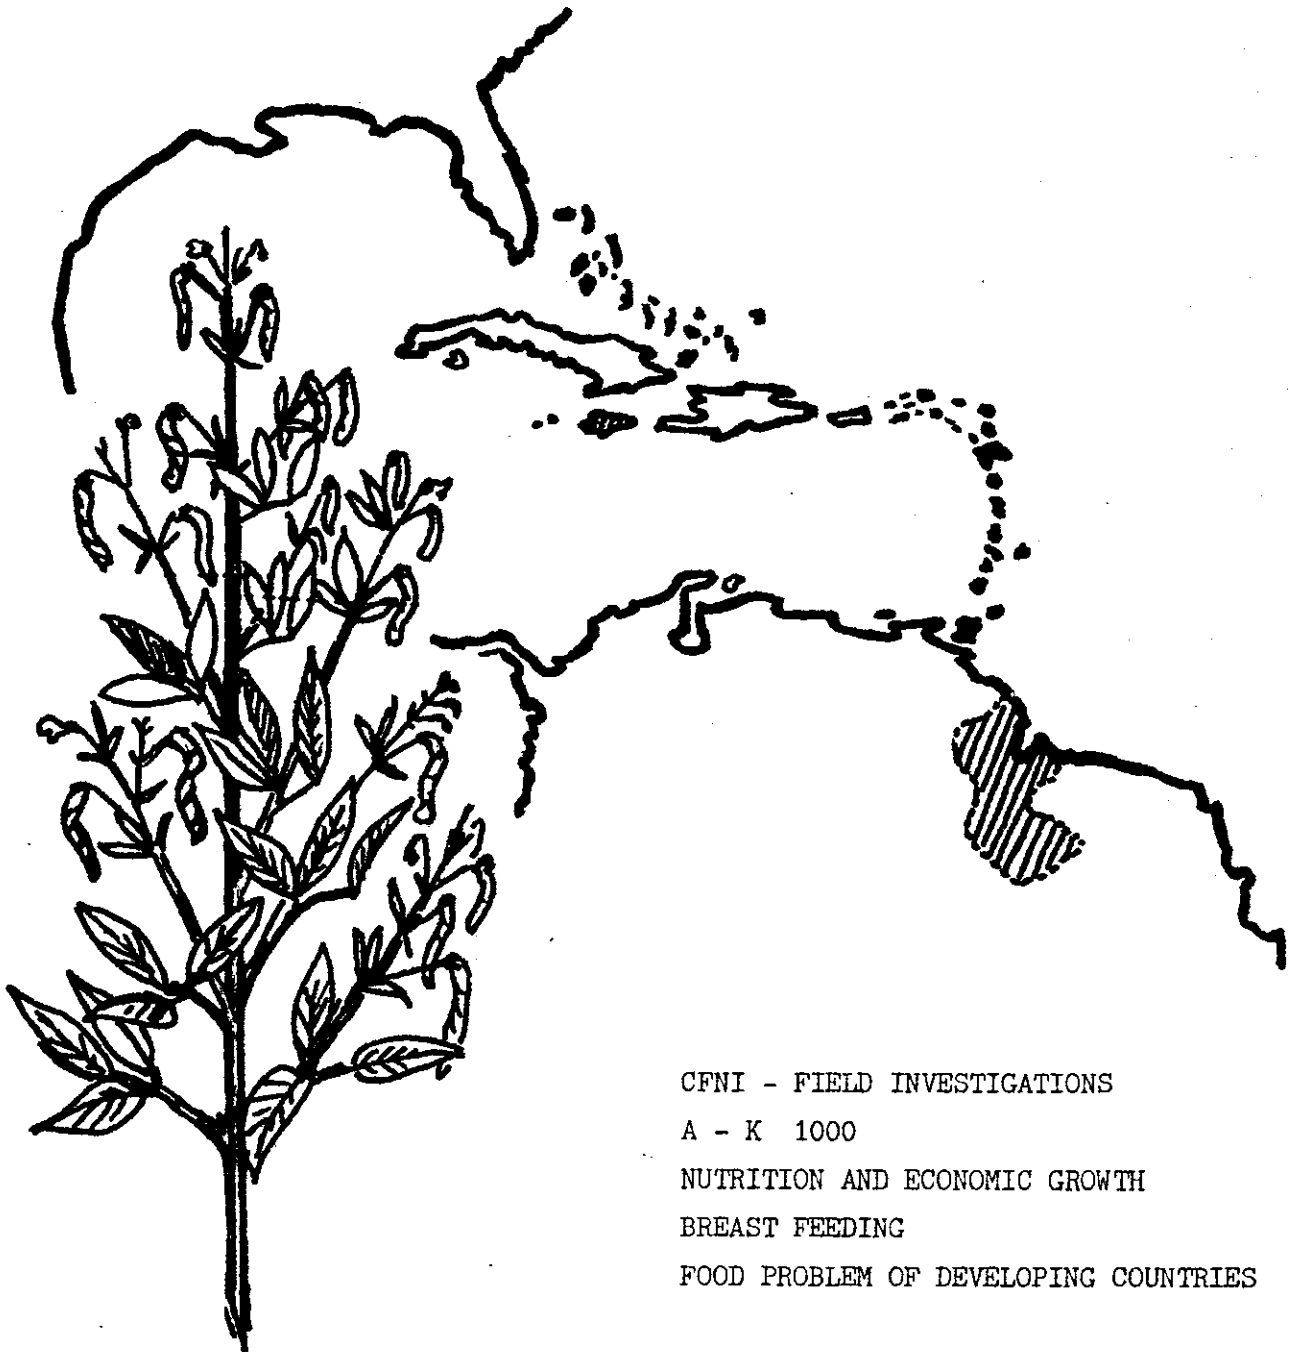 CFNI - FIELD INVESTIGATIONS
A - K 1000
NUTRITION AND ECONOMIC GROWTH
BREAST FEEDING
FOOD PROBLEM OF DEVELOPING COUNTRIES